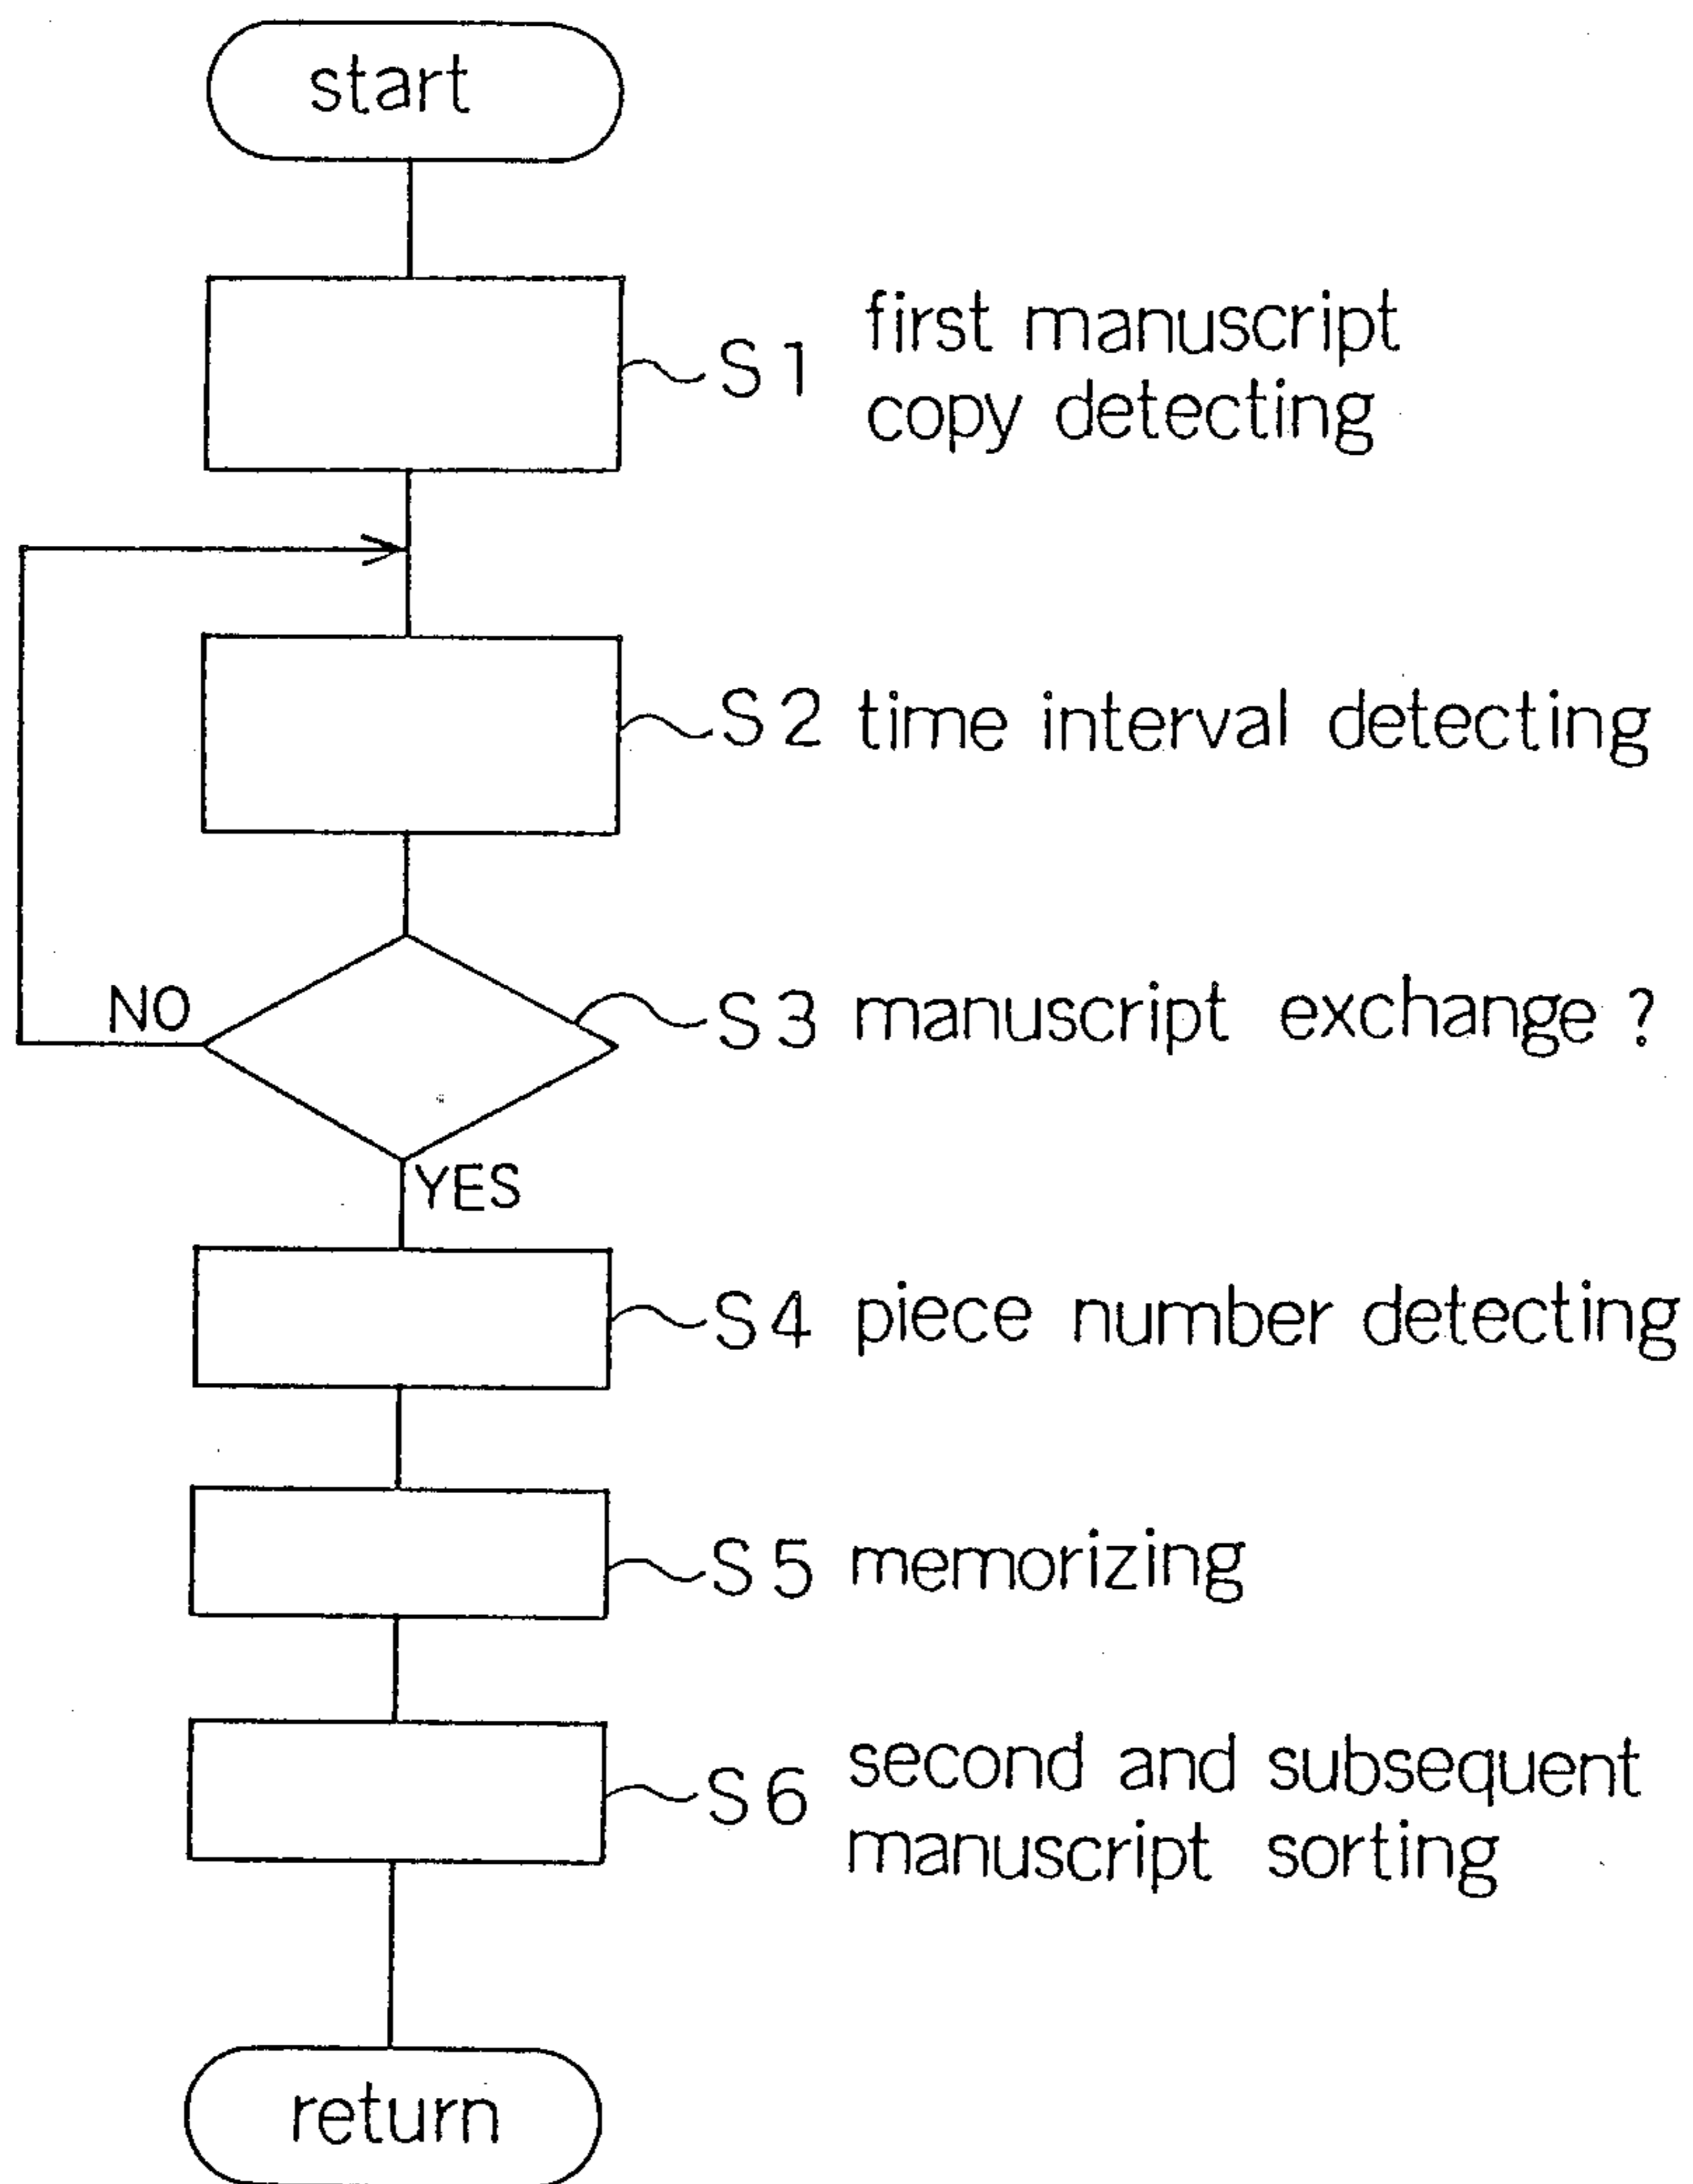 start
S1 first manuscript
copy detecting
S2 time interval detecting
NO
S3 manuscript exchange ?
YES
S4 piece number detecting
S5 memorizing
S6 second and subsequent
manuscript sorting
return